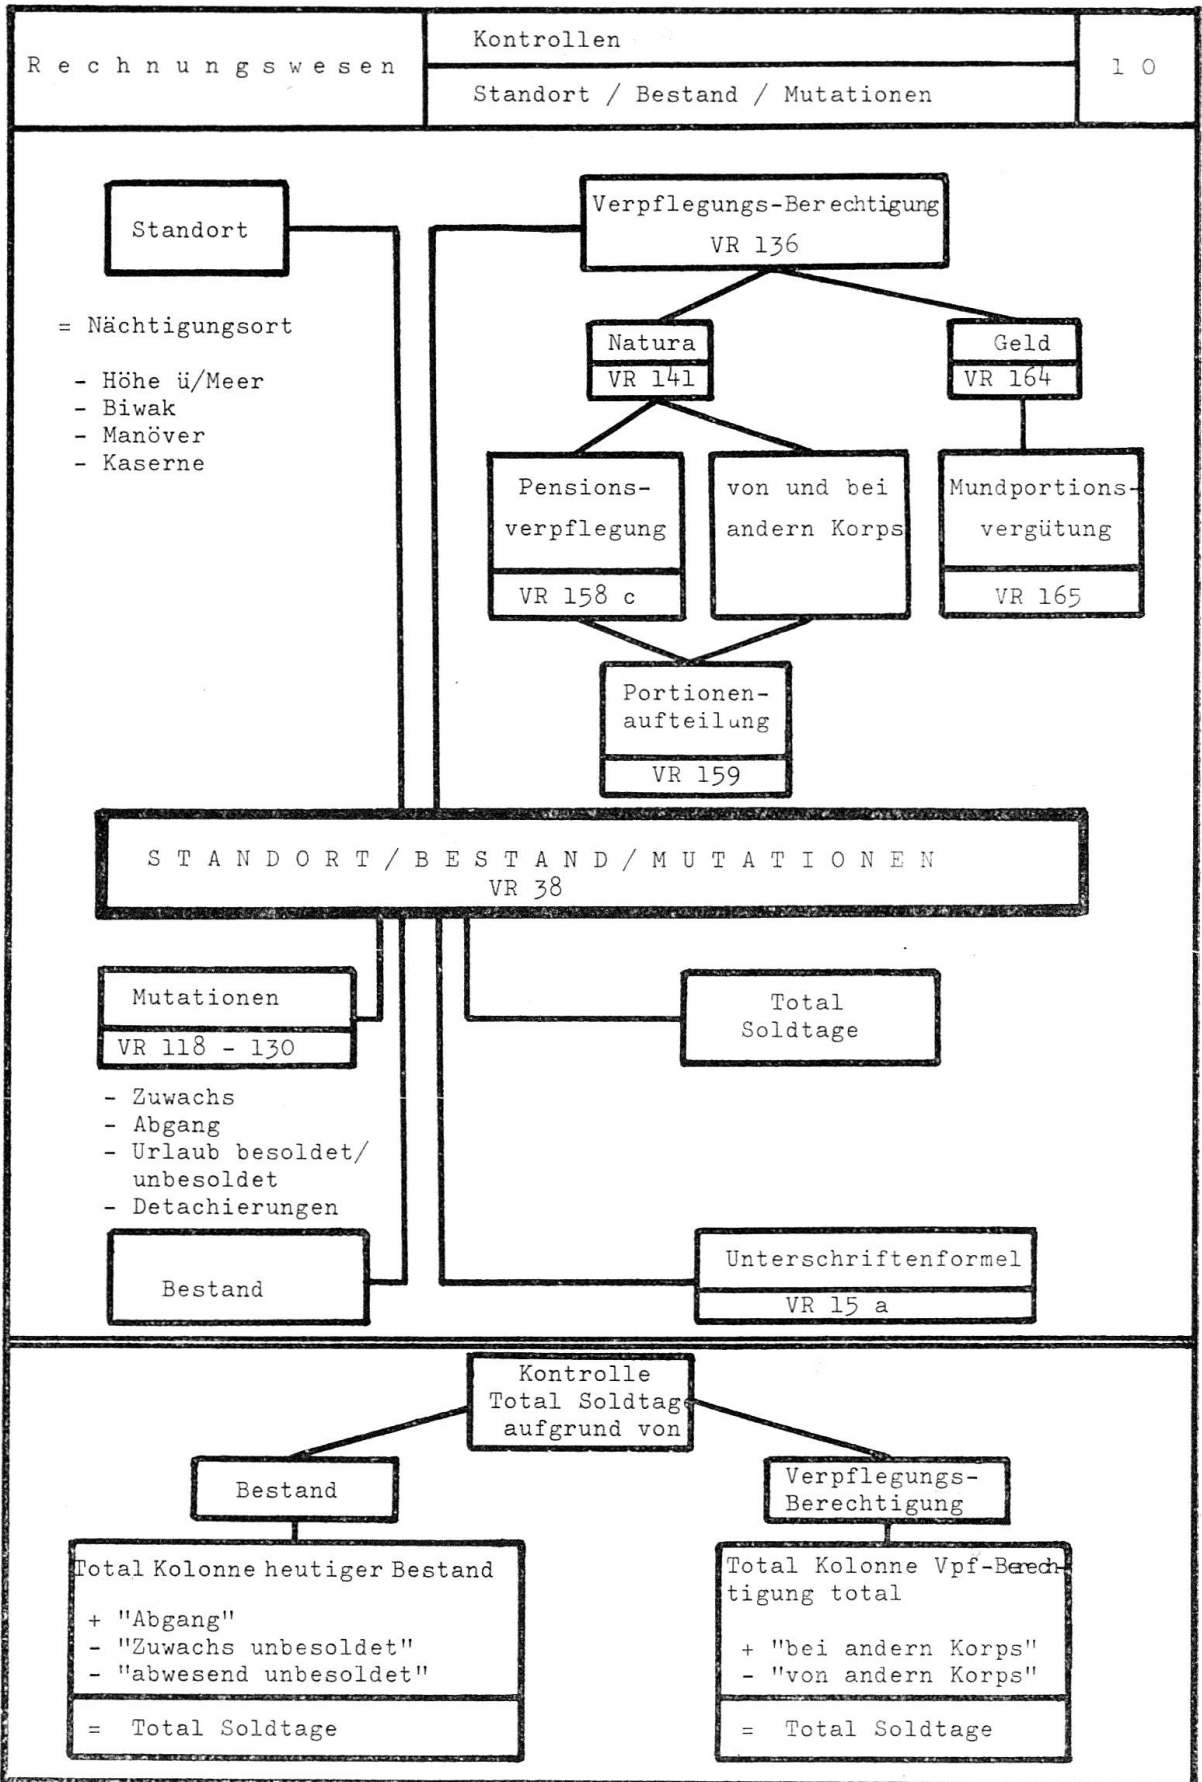 Rechnungswesen
Kontrollen
Standort / Bestand / Mutationen
10
Standort
= Nächtigungsort
- Höhe ü/Meer
- Biwak
- Manöver
- Kaserne
Verpflegungs-Berechtigung
VR 136
Natura
VR 141
Geld
VR 164
Pensions-
verpflegung
VR 158 c
von und bei
andern Korps
Mundportions-
vergütung
VR 165
Portionen-
aufteilung
VR 159
STANDORT/BESTAND/MUTATIONEN
VR 38
Mutationen
VR 118 - 130
- Zuwachs
- Abgang
- Urlaub besoldet/
unbesoldet
- Detachierungen
Bestand
Total
Soldtage
Unterschriftenformel
VR 15 a
Kontrolle
Total Soldtage
aufgrund von
Bestand
Total Kolonne heutiger Bestand
+ "Abgang"
- "Zuwachs unbesoldet"
- "abwesend unbesoldet"
= Total Soldtage
Verpflegungs-
Berechtigung
Total Kolonne Vpf-Berech-
tigung total
+ "bei andern Korps"
- "von andern Korps"
= Total Soldtage